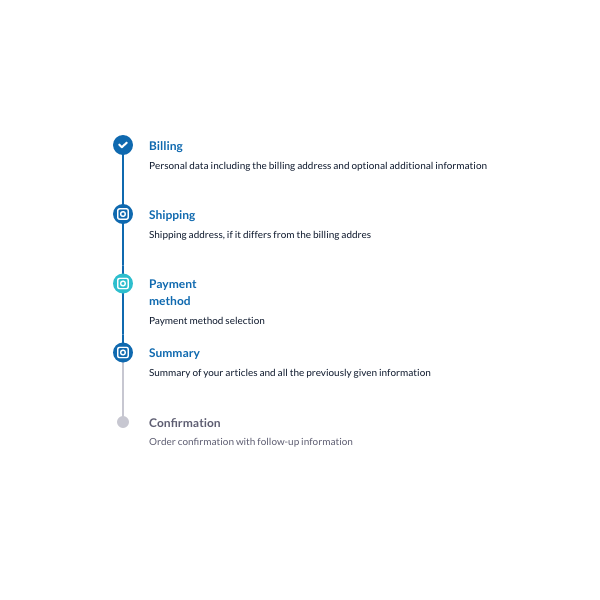 Billing
Personal data including the billing address and optional additional information
Shipping
Shipping address, if it differs from the billing addres
Payment
method
Payment method selection
Summary
Summary of your articles and all the previously given information
Confirmation
Order confirmation with follow-up information